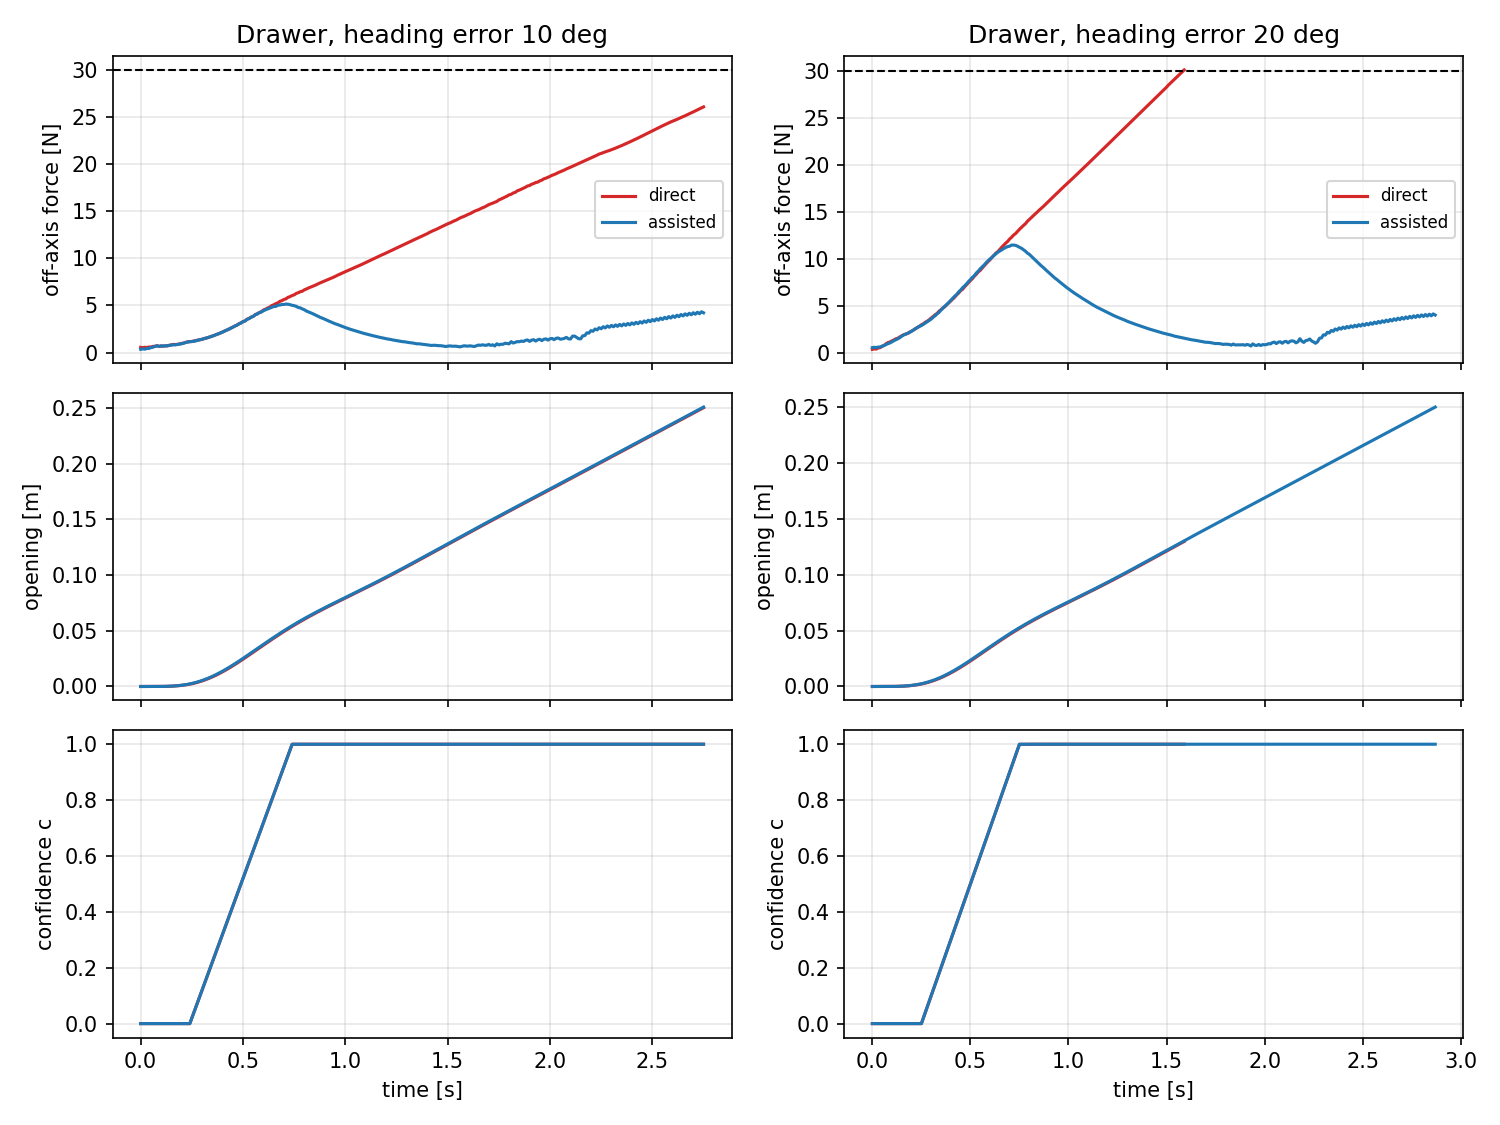 Drawer, heading error 10 deg
30
25
20
15
10
5
0
off-axis force [N]
direct
assisted
Drawer, heading error 20 deg
30
25
20
15
10
5
0
off-axis force [N]
direct
assisted
0.25
0.20
0.15
0.10
0.05
0.00
opening [m]
0.25
0.20
0.15
0.10
0.05
0.00
opening [m]
1.0
0.8
0.6
0.4
0.2
0.0
confidence c
0.0 0.5 1.0 1.5 2.0 2.5
time [s]
1.0
0.8
0.6
0.4
0.2
0.0
confidence c
0.0 0.5 1.0 1.5 2.0 2.5 3.0
time [s]